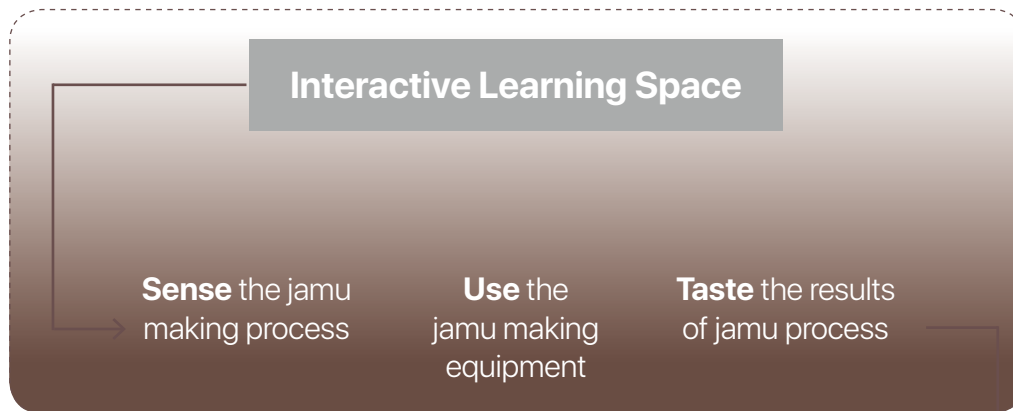 Interactive Learning Space
Sense the jamu
making process
Use the
jamu making
equipment
Taste the results
of jamu process